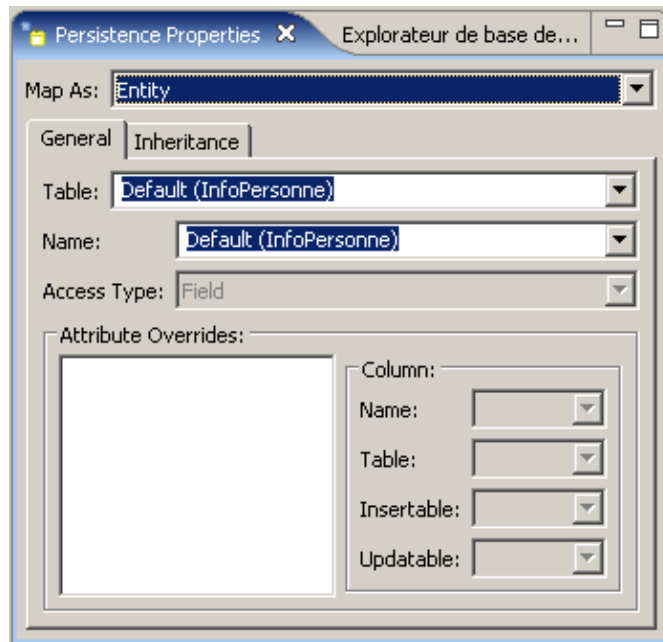 Persistence Properties Explorateur de base de...
Map As: Entity
General Inheritance
Table: Default (InfoPersonne)
Name: Default (InfoPersonne)
Access Type: Field
Attribute Overrides:
Column:
Name:
Table:
Insertable:
Updatable: